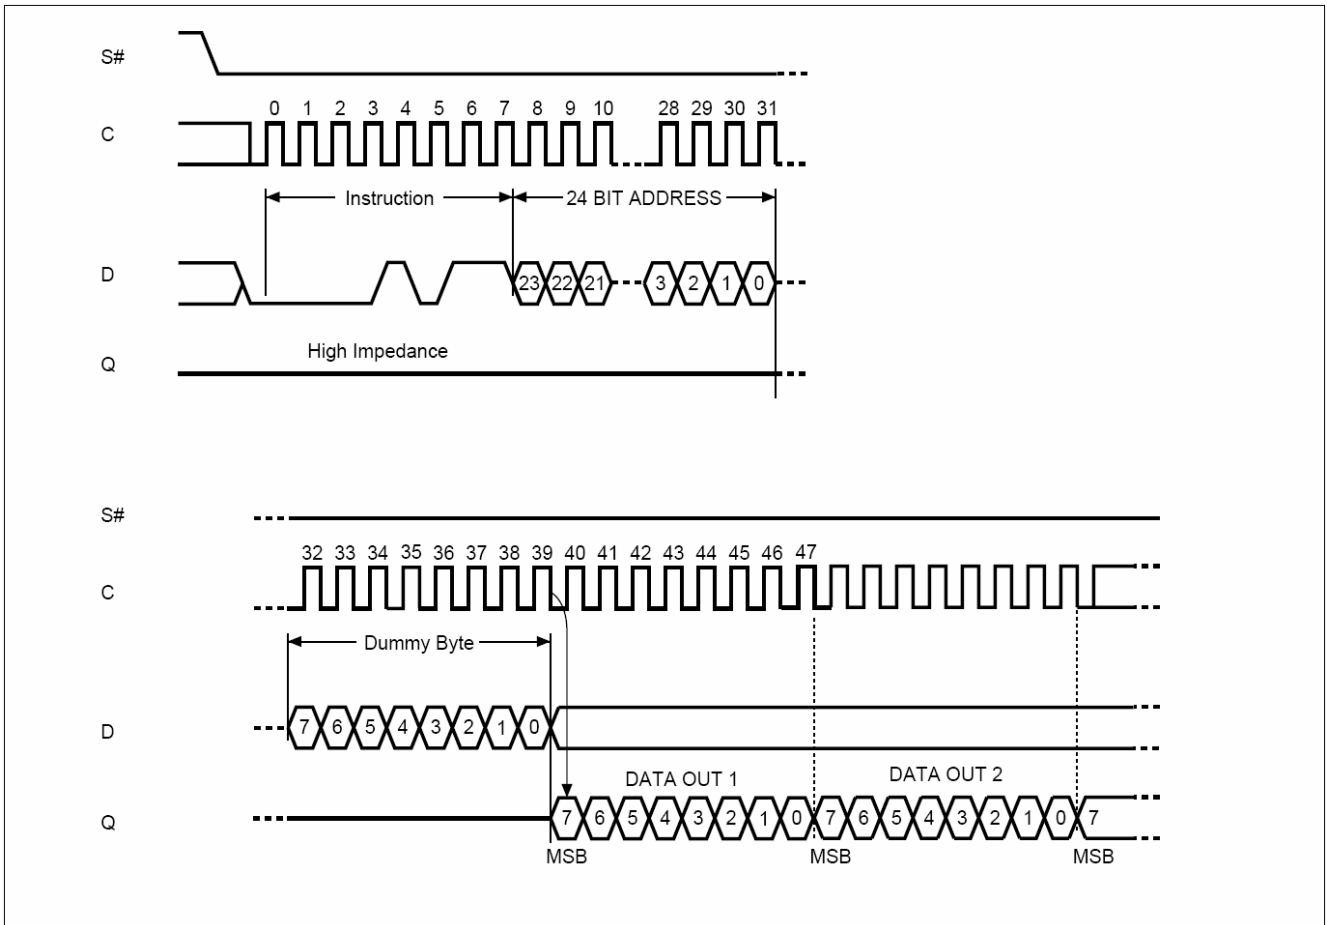 S#
0 1 2 3 4 5 6 7 8 9 10 28 29 30 31
C
Instruction 24 BIT ADDRESS
D
23 22 21 3 2 1 0
High Impedance
Q
S#
32 33 34 35 36 37 38 39 40 41 42 43 44 45 46 47
C
Dummy Byte
D 7 6 5 4 3 2 1 0
DATA OUT 1 DATA OUT 2
Q 7 6 5 4 3 2 1 0 7 6 5 4 3 2 1 0 7
MSB MSB MSB